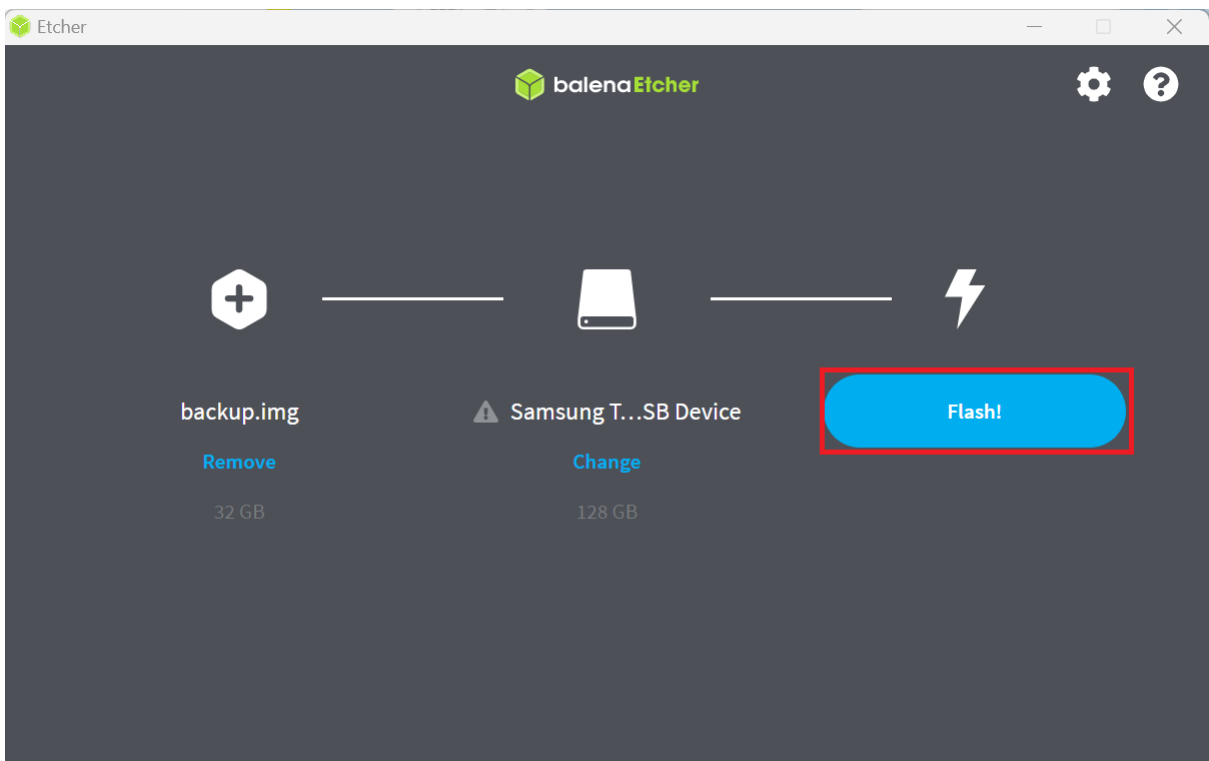 Etcher
balenaEtcher
backup.img
Samsung T...SB Device
Flash!
Remove
Change
32 GB
128 GB